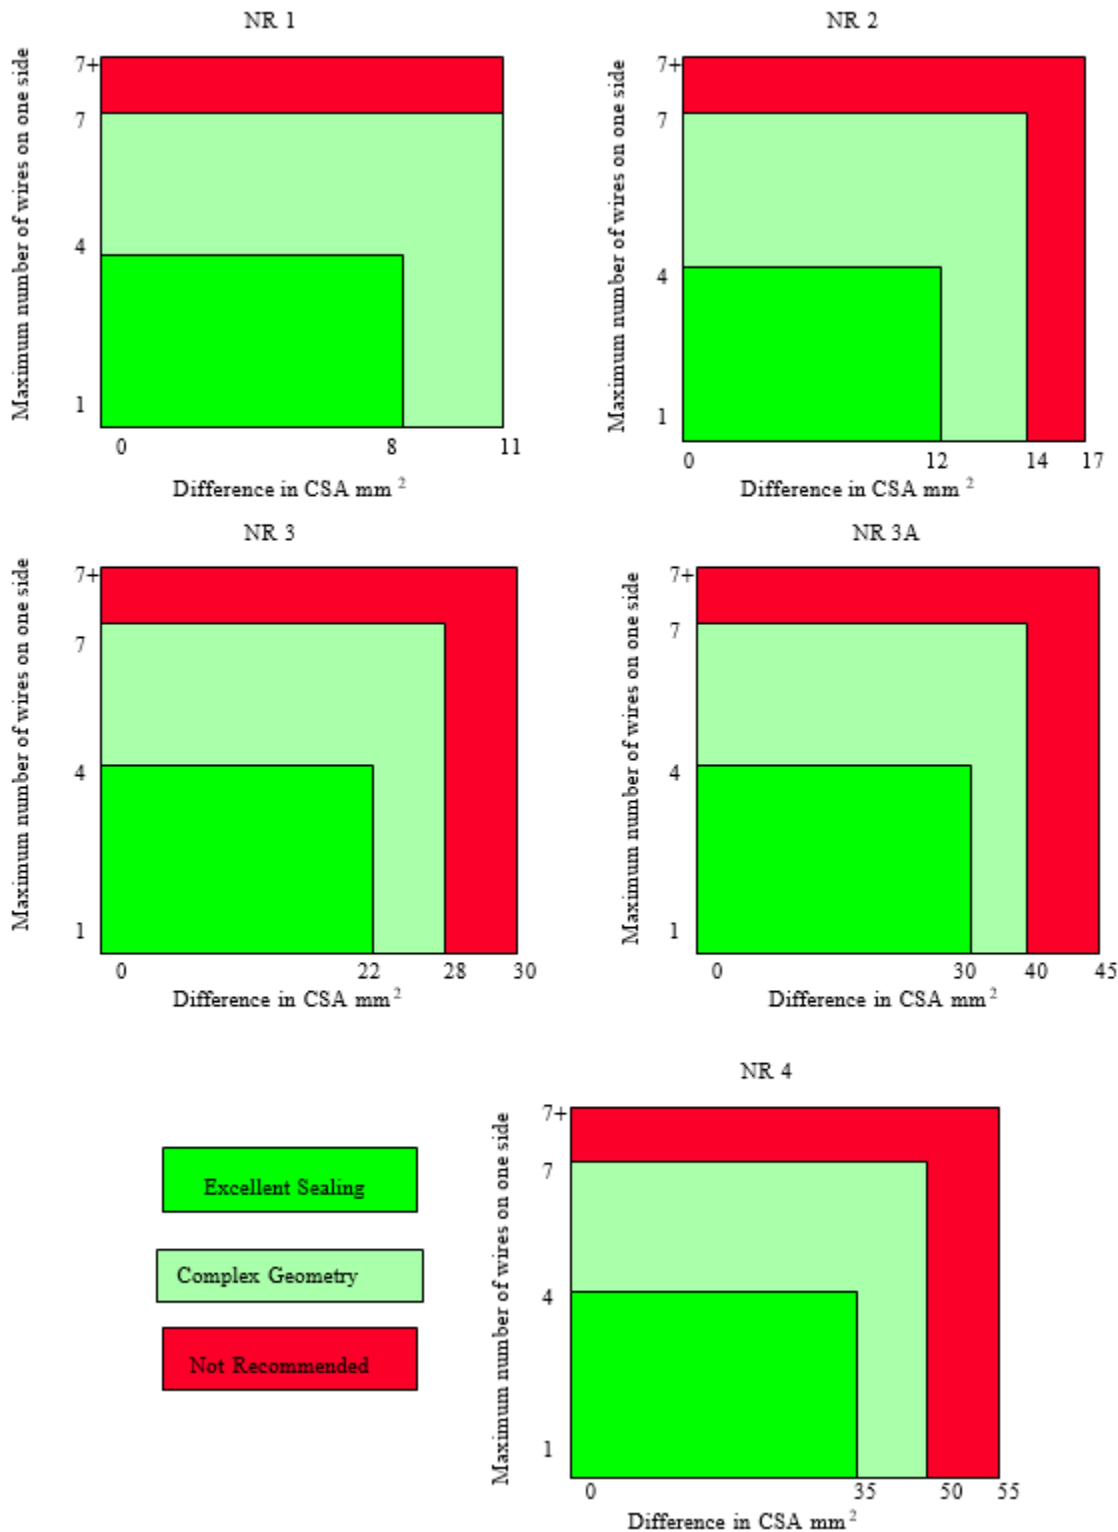 NR 1
Maximum number of wires on one side
7+
7
4
1
0 8 11
Difference in CSA mm 2
NR 2
Maximum number of wires on one side
7+
7
4
1
0 12 14 17
Difference in CSA mm 2
NR 3
Maximum number of wires on one side
7+
7
4
1
0 22 28 30
Difference in CSA mm 2
NR 3A
Maximum number of wires on one side
7+
7
4
1
0 30 40 45
Difference in CSA mm 2
Excellent Sealing
Complex Geometry
Not Recommended
NR 4
Maximum number of wires on one side
7+
7
4
1
0 35 50 55
Difference in CSA mm 2